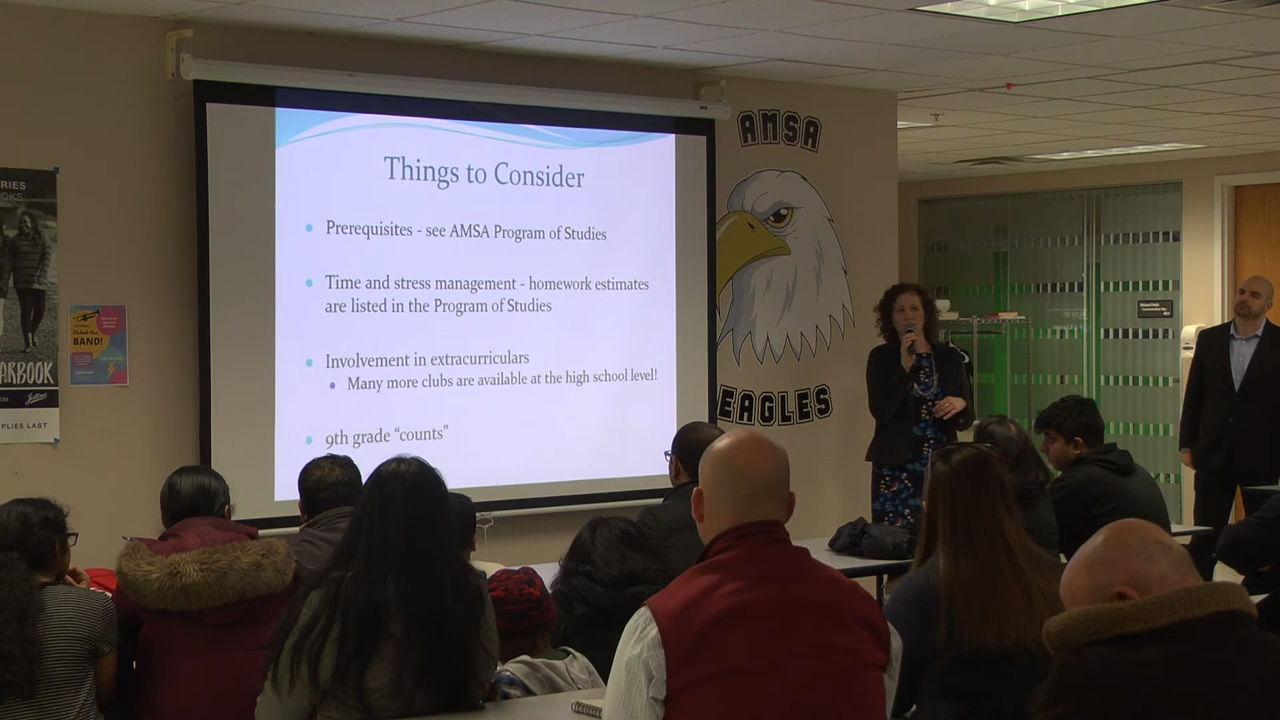 Things to Consider
Prerequisites - see AMSA Program of Studies
Time and stress management - homework estimates
are listed in the Program of Studies
Involvement in extracurriculars
Many more clubs are available at the high school level!
9th grade “counts”
AMSA
EAGLES
RIES
OKS
ARBOOK
PLIES LAST
BAND!